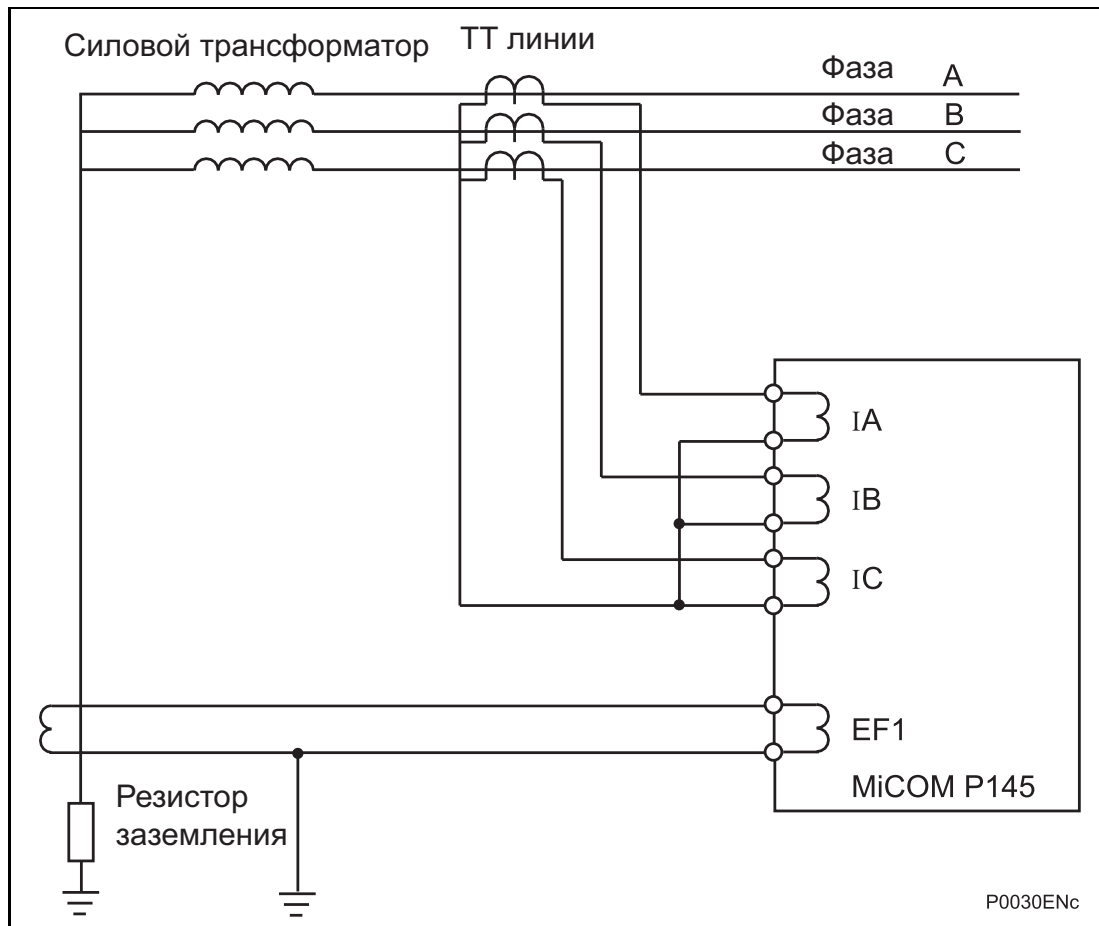 Силовой трансформатор
ТТ линии
Фаза A
Фаза B
Фаза C
IA
IB
IC
EF1
MiCOM P145
Резистор
заземления
P0030ENc